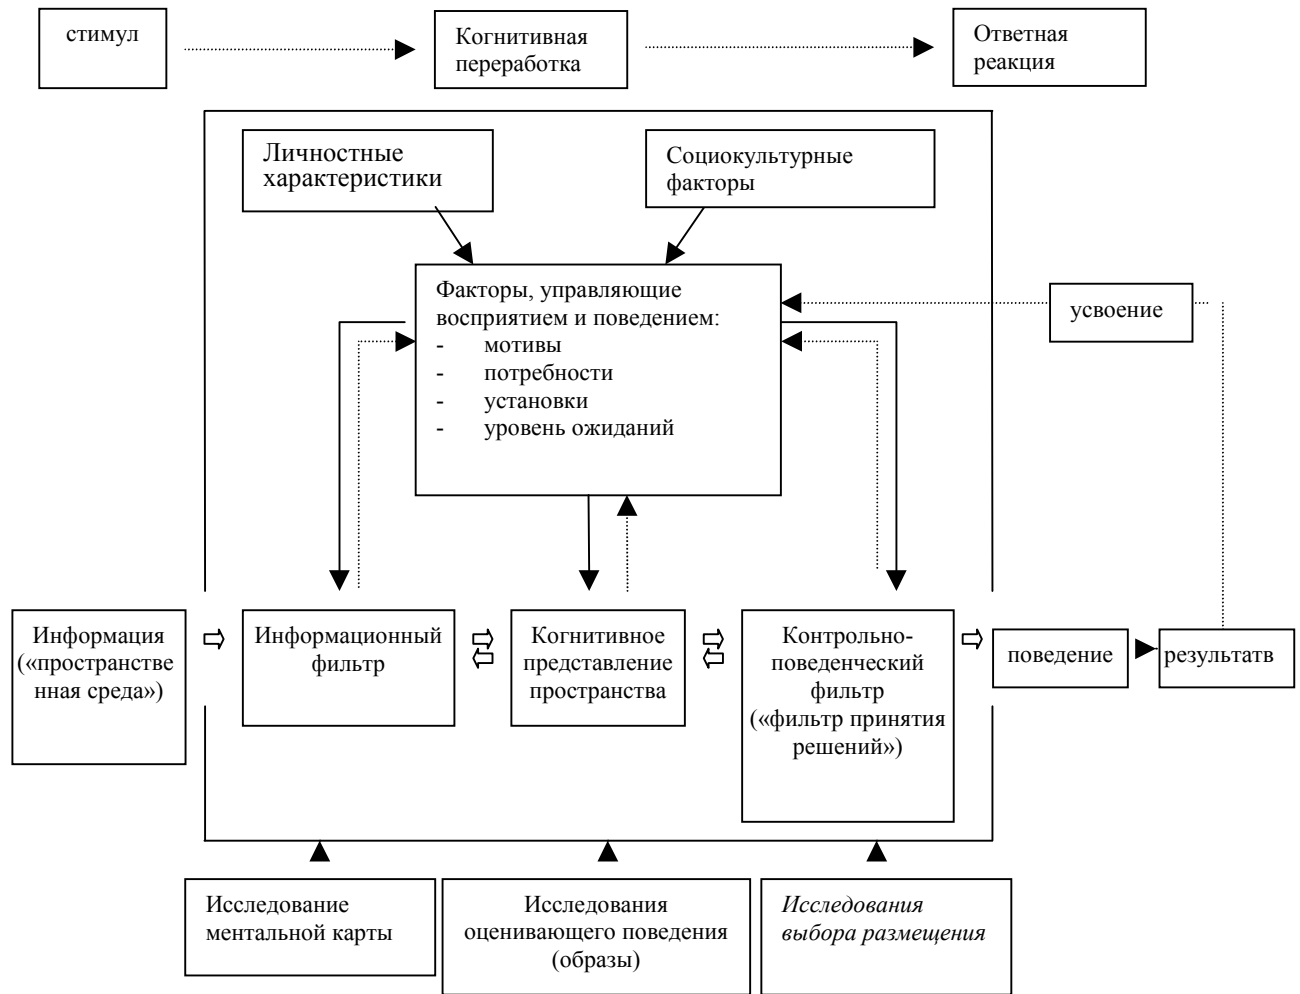 стимул
Когнитивная
переработка
Ответная
реакция
Личностные
характеристики
Социокультурные
факторы
Факторы, управляющие
восприятием и поведением:
- мотивы
- потребности
- установки
- уровень ожиданий
усвоение
Информация
(«пространстве
нная среда»)
Информационный
фильтр
Когнитивное
представление
пространства
Контрольно-
поведенческий
фильтр
(«фильтр принятия
решений»)
поведение
результатв
Исследование
ментальной карты
Исследования
оценивающего поведения
(образы)
Исследования
выбора размещения